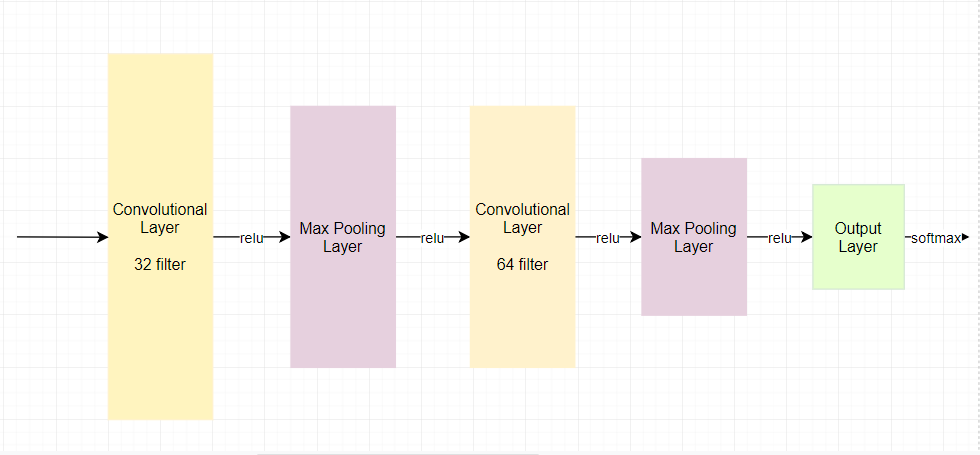 Convolutional
Layer
32 filter
relu
Max Pooling
Layer
relu
Convolutional
Layer
64 filter
relu
Max Pooling
Layer
relu
Output
Layer
softmax